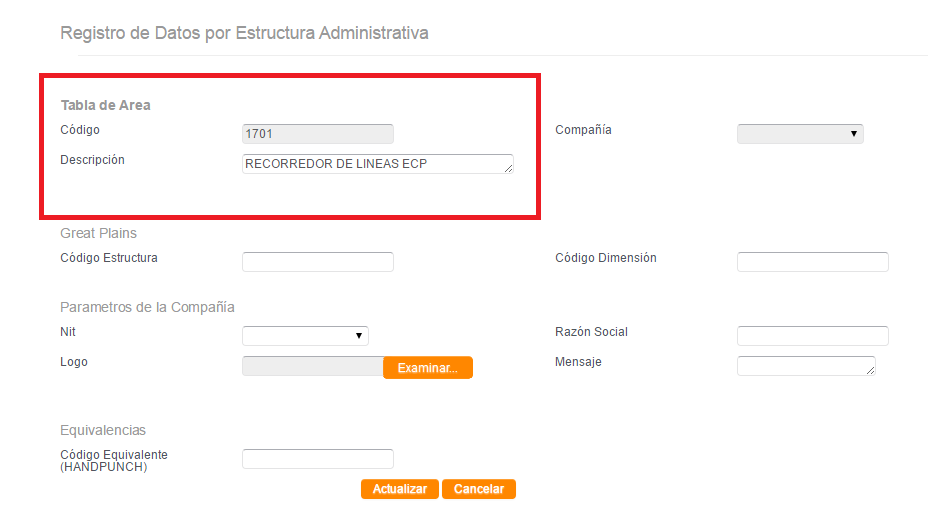 Registro de Datos por Estructura Administrativa
Tabla de Area
Código
1701
Compañía
Descripción
RECORREDOR DE LINEAS ECP
Great Plains
Código Estructura
Código Dimensión
Parametros de la Compañía
Nit
Razón Social
Logo
Examinar...
Mensaje
Equivalencias
Código Equivalente
(HANDPUNCH)
Actualizar
Cancelar